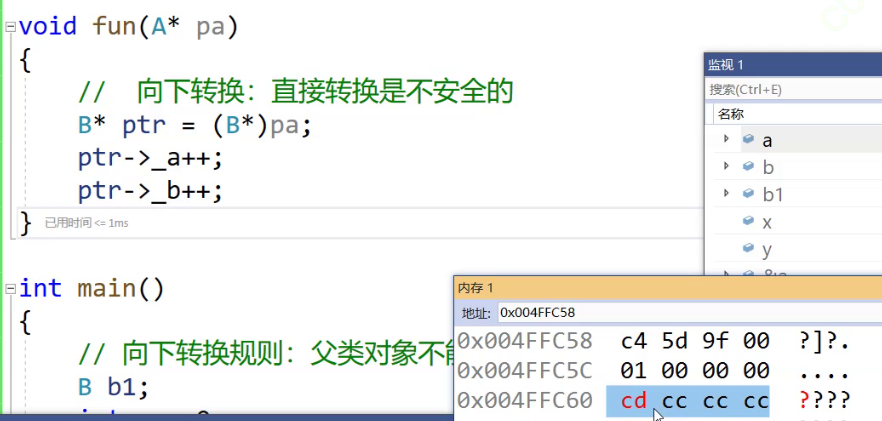 void fun(A* pa)
{
// 向下转换：直接转换是不安全的
B* ptr = (B*)pa;
ptr->_a++;
ptr->_b++;
} 已用时间 <= 1ms
int main()
{
// 向下转换规则：父类对象不
B b1;
监视 1
搜索(Ctrl+E)
名称
a
b
b1
x
y
内存 1
地址: 0x004FFC58
0x004FFC58 c4 5d 9f 00 ?]?.
0x004FFC5C 01 00 00 00 ....
0x004FFC60 cd cc cc cc ????